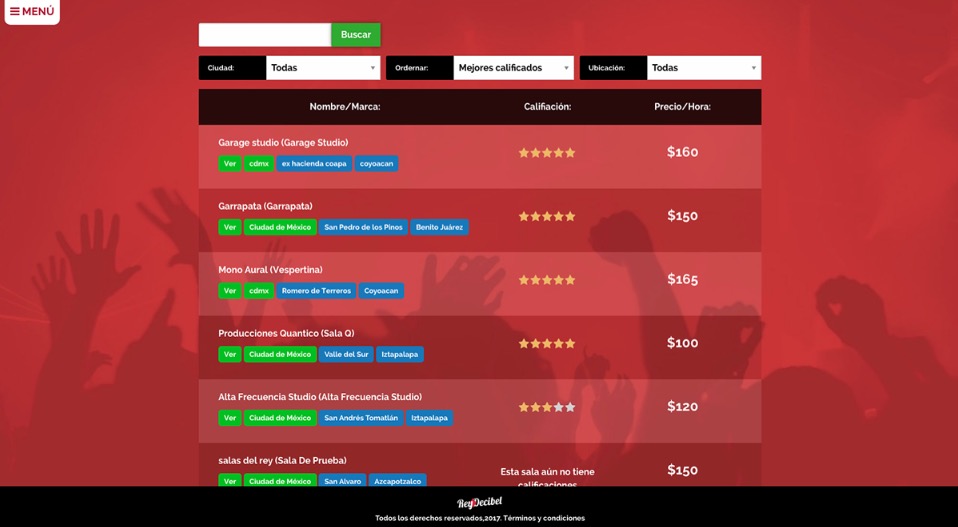 MENÚ
Buscar
Ciudad: Todas Ordernar: Mejores calificados Ubicación: Todas
Nombre/Marca: Califiación: Precio/Hora:
Garage studio (Garage Studio)
Ver cdmx ex hacienda coapa coyoacan
$160
Garrapata (Garrapata)
Ver Ciudad de México San Pedro de los Pinos Benito Juárez
$150
Mono Aural (Vespertina)
Ver cdmx Romero de Terreros Coyoacan
$165
Producciones Quantico (Sala Q)
Ver Ciudad de México Valle del Sur Iztapalapa
$100
Alta Frecuencia Studio (Alta Frecuencia Studio)
Ver Ciudad de México San Andrés Tomatlán Iztapalapa
$120
salas del rey (Sala De Prueba)
Ver Ciudad de México San Alvaro Azcapotzalco
Esta sala aún no tiene
calificaciones
$150
ReyDecibel
Todos los derechos reservados,2017. Términos y condiciones